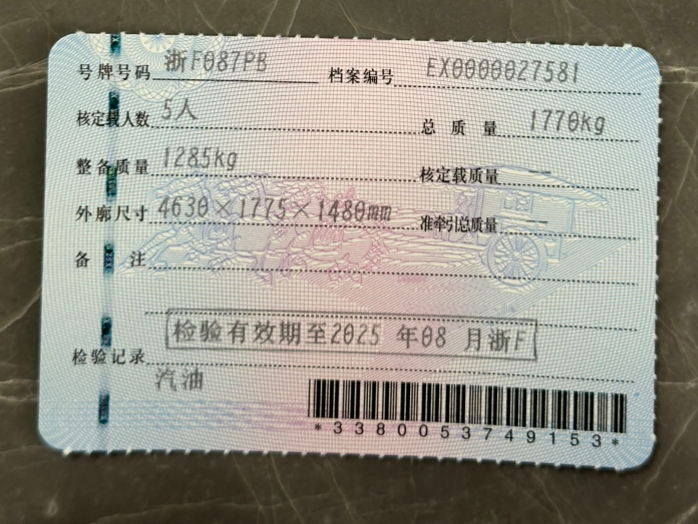 号牌号码 浙F087PB 档案编号 EX0000027581
核定载人数 5人 总质量 1770kg
整备质量 1285kg 核定载质量
外廓尺寸 4630×1775×1480mm 准牵引总质量
备注
检验有效期至2025 年08 月浙F
检验记录
汽油
*3380053749153*